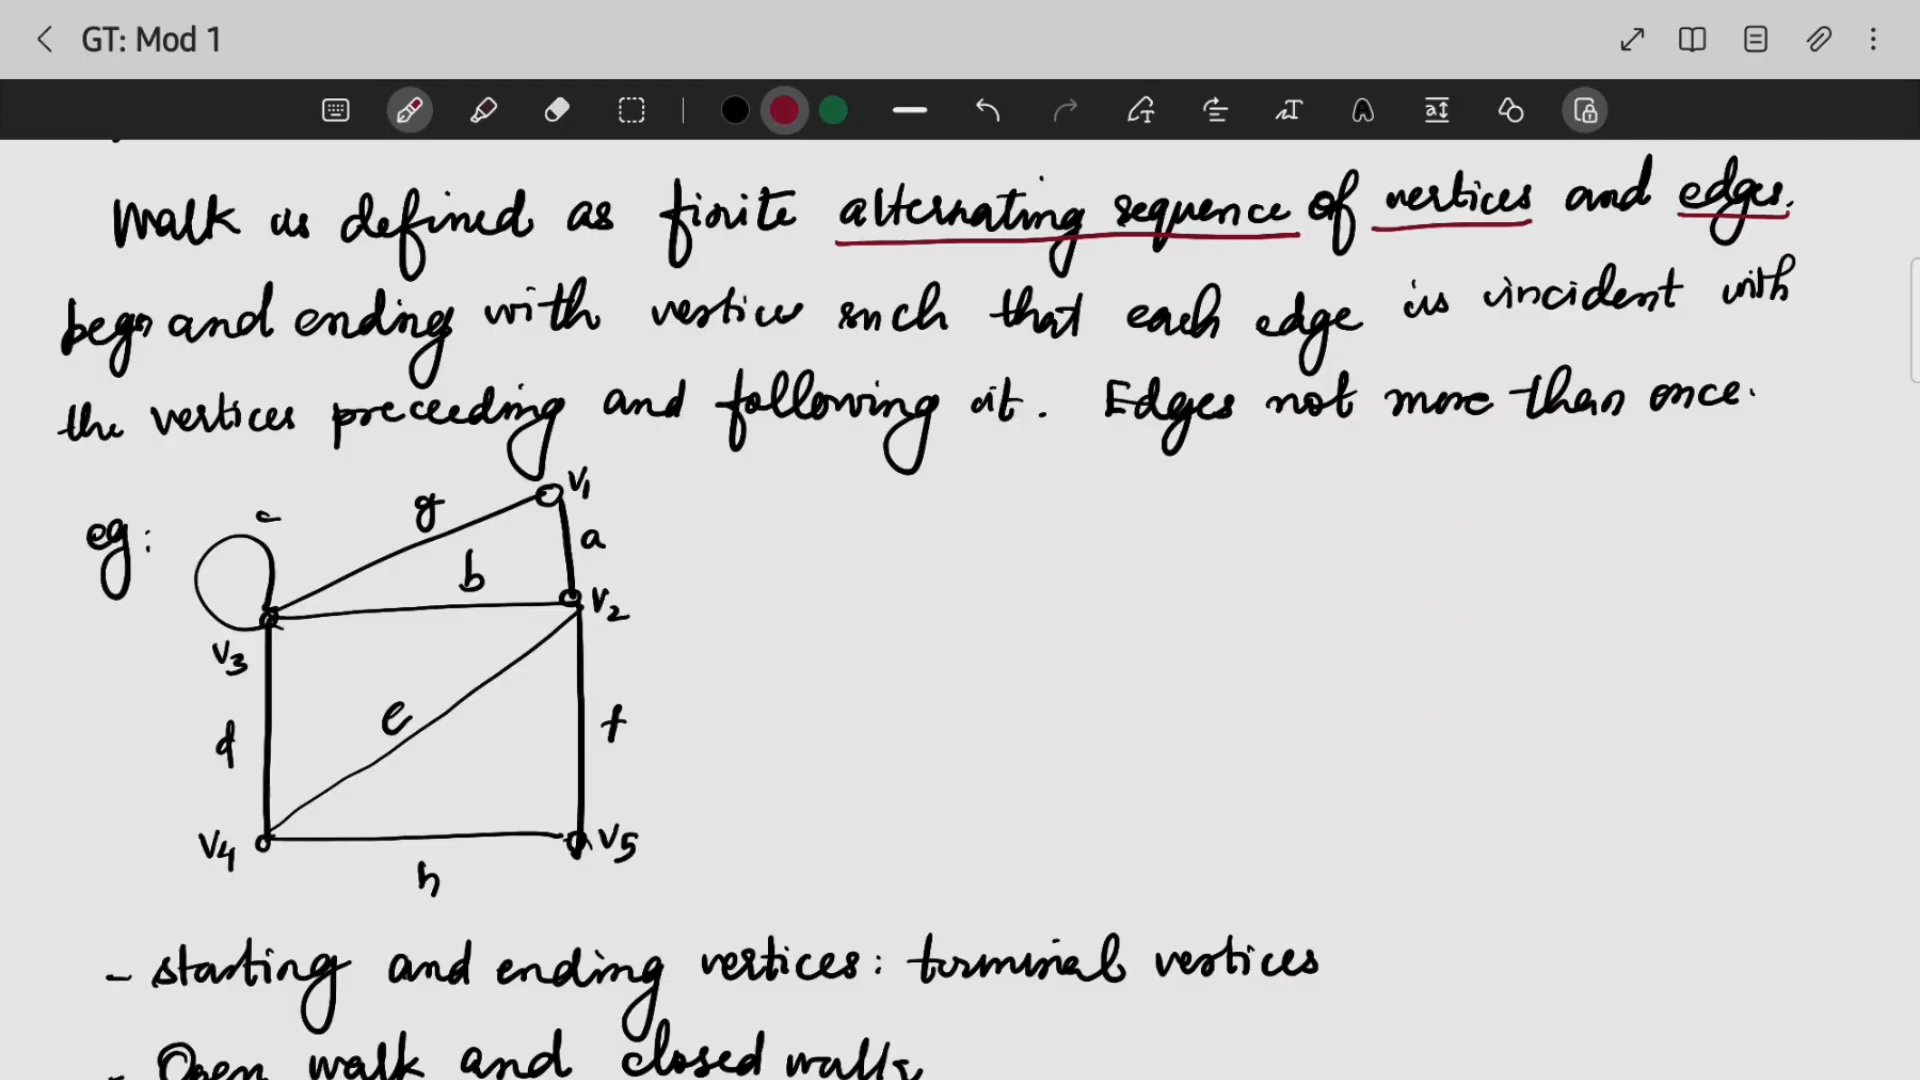 GT: Mod 1
Walk is defined as finite alternating sequence of vertices and edges.
begin and ending with vertices such that each edge is incident with
the vertices preceeding and following it. Edges not more than once.
eg:
v1
g
c
a
b
v2
v3
e
d
f
v4
v5
h
- starting and ending vertices: terminal vertices
- Open walk and closed walk